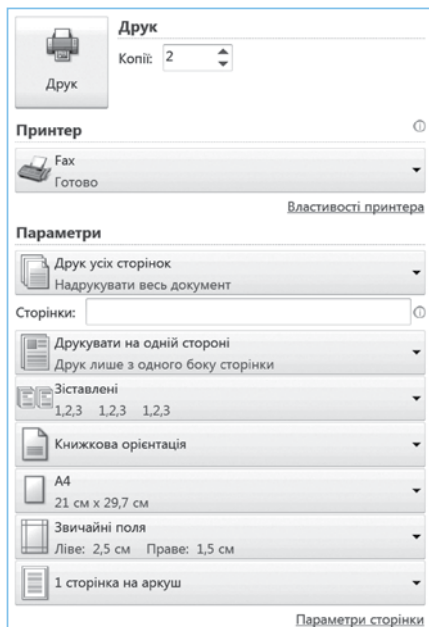 Друк
Друк
Копії: 2
Принтер
Fax
Готово
Властивості принтера
Параметри
Друк усіх сторінок
Надрукувати весь документ
Сторінки:
Друкувати на одній стороні
Друк лише з одного боку сторінки
Зіставлені
1,2,3 1,2,3 1,2,3
Книжкова орієнтація
A4
21 см x 29,7 см
Звичайні поля
Ліве: 2,5 см Праве: 1,5 см
1 сторінка на аркуш
Параметри сторінки